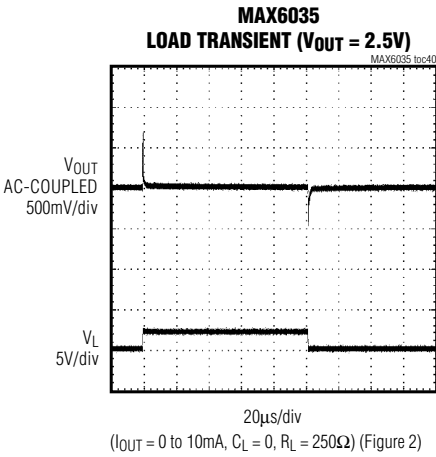 MAX6035
LOAD TRANSIENT (VOUT = 2.5V)
MAX6035 toc40
VOUT
AC-COUPLED
500mV/div
VL
5V/div
20μs/div
(IOUT = 0 to 10mA, CL = 0, RL = 250Ω) (Figure 2)